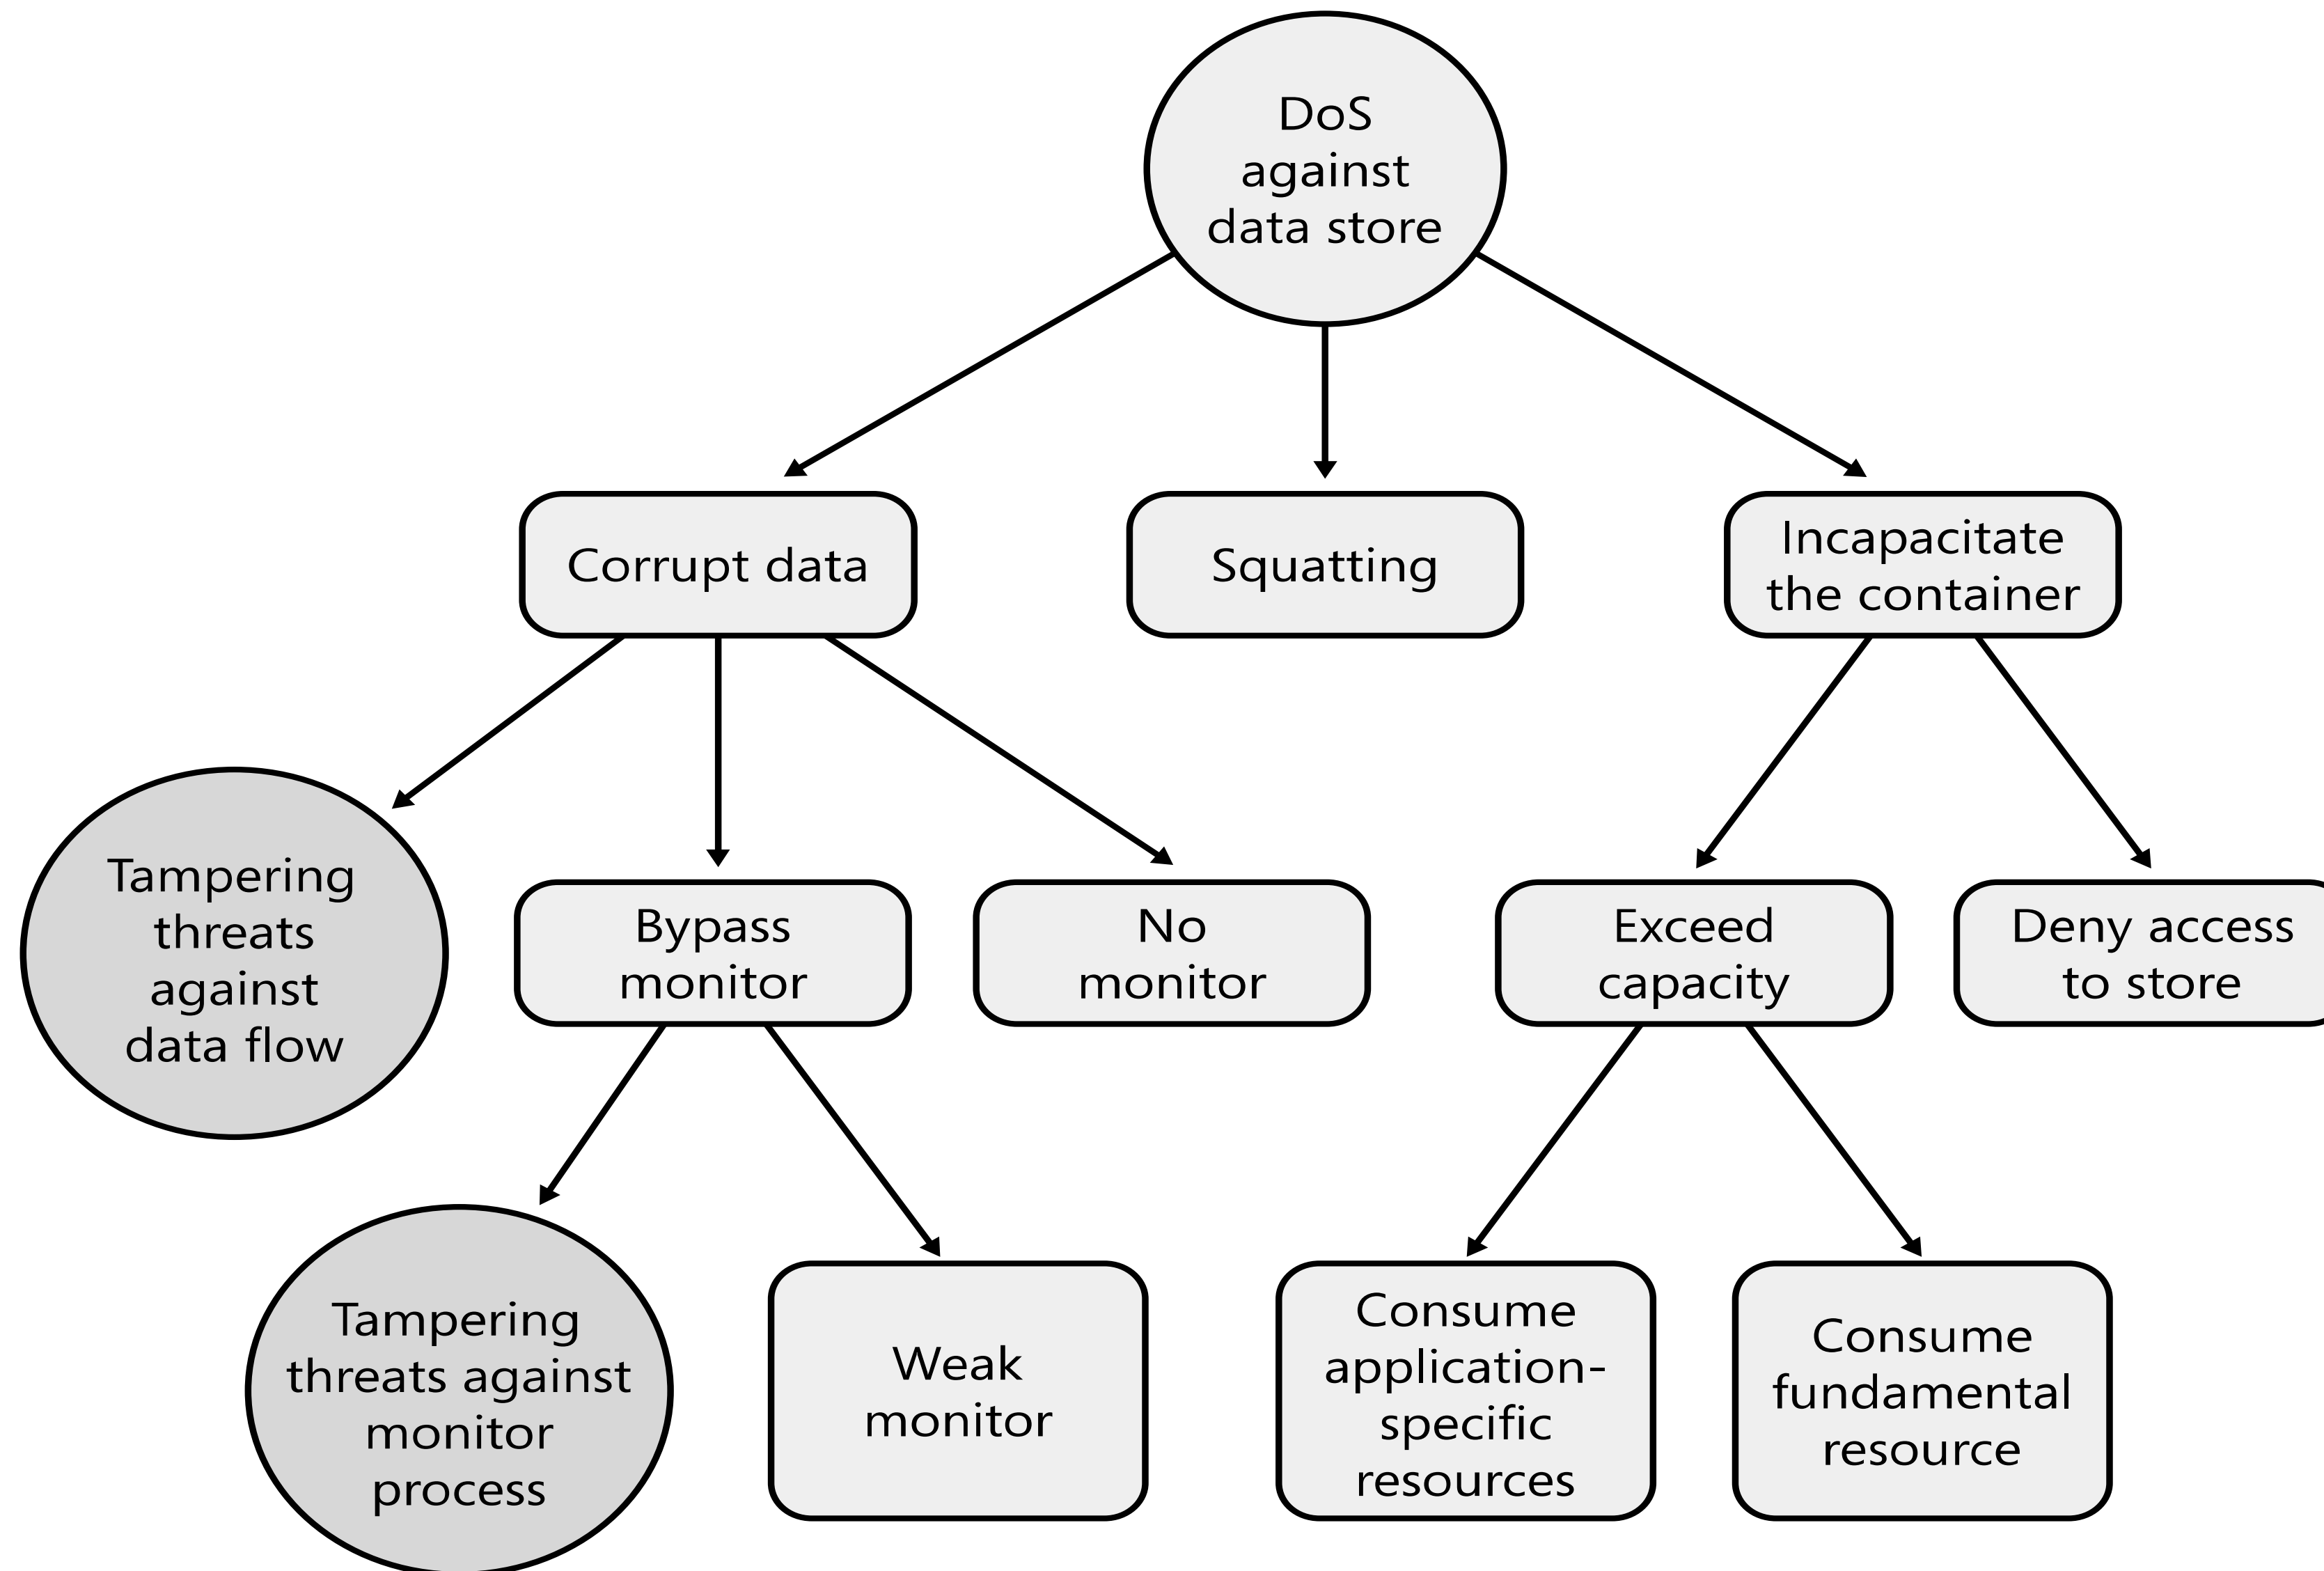 DoS
against
data store
Corrupt data
Squatting
Incapacitate
the container
Tampering
threats
against
data flow
Bypass
monitor
No
monitor
Exceed
capacity
Deny access
to store
Tampering
threats against
monitor
process
Weak
monitor
Consume
application-
specific
resources
Consume
fundamental
resource